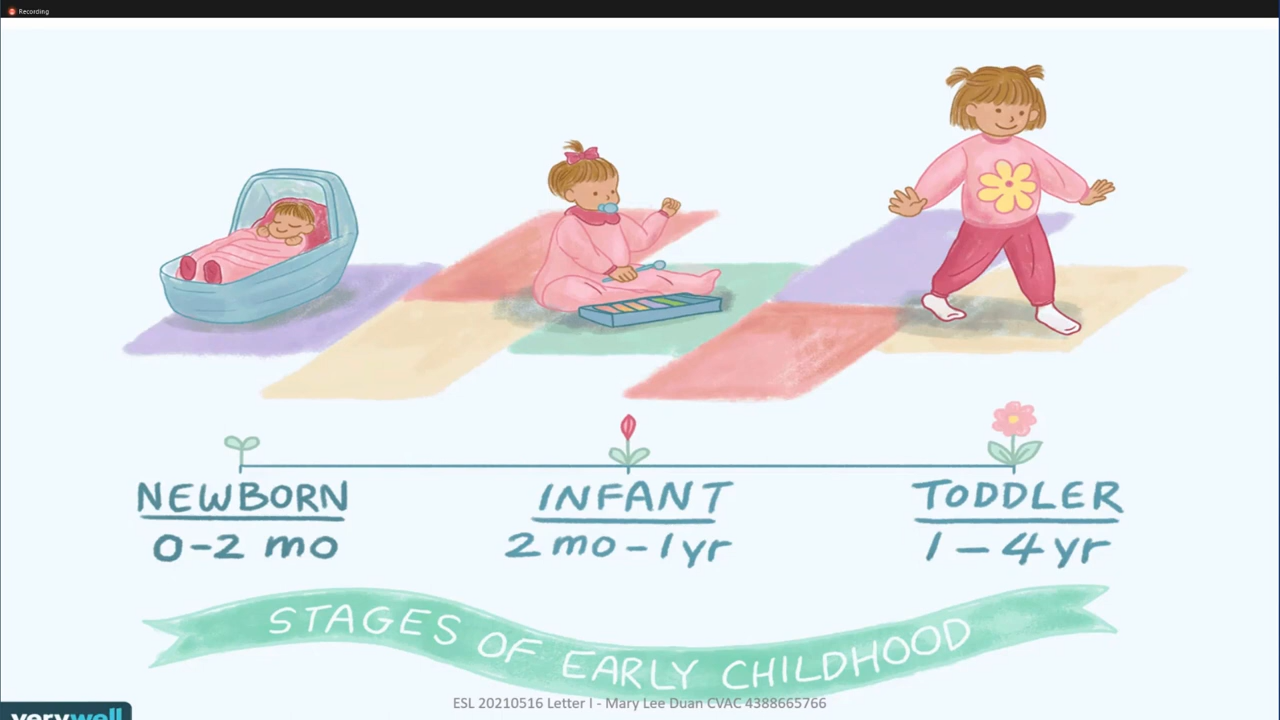 Recording
NEWBORN
0-2 mo
INFANT
2 mo - 1 yr
TODDLER
1 - 4 yr
STAGES OF EARLY CHILDHOOD
ESL 20210516 Letter I - Mary Lee Duan CVAC 4388665766
verywell